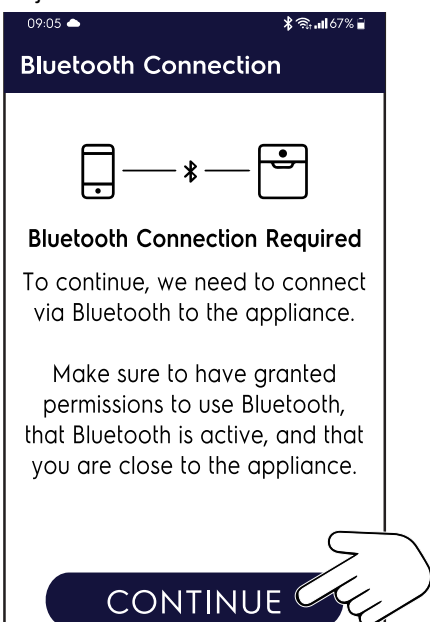 09:05
67%
Bluetooth Connection
Bluetooth Connection Required
To continue, we need to connect
via Bluetooth to the appliance.
Make sure to have granted
permissions to use Bluetooth,
that Bluetooth is active, and that
you are close to the appliance.
CONTINUE